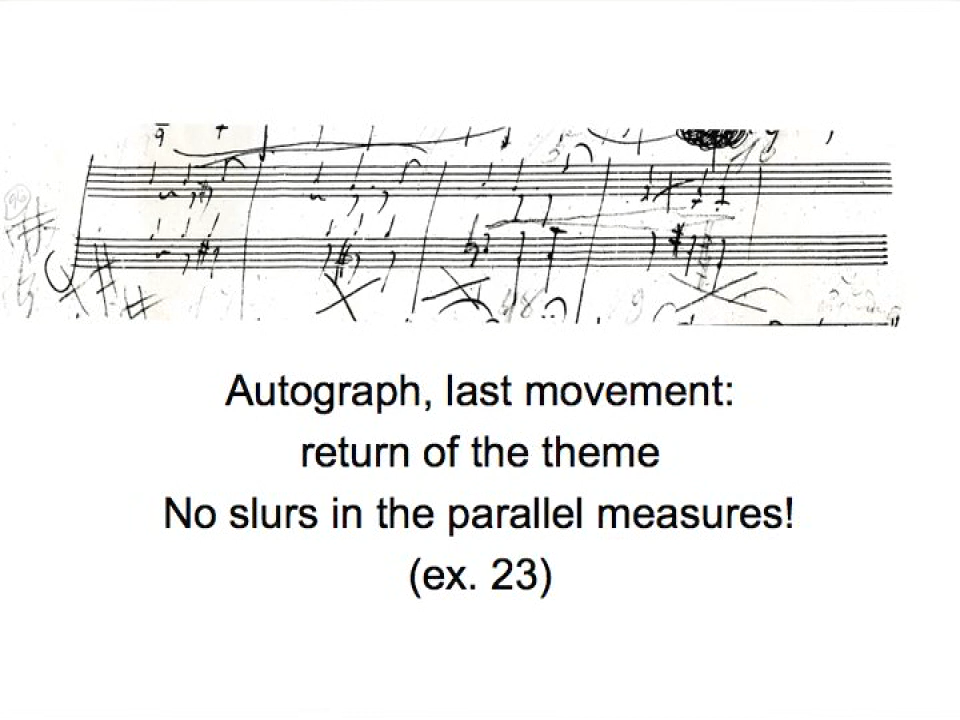 Autograph, last movement:
return of the theme
No slurs in the parallel measures!
(ex. 23)